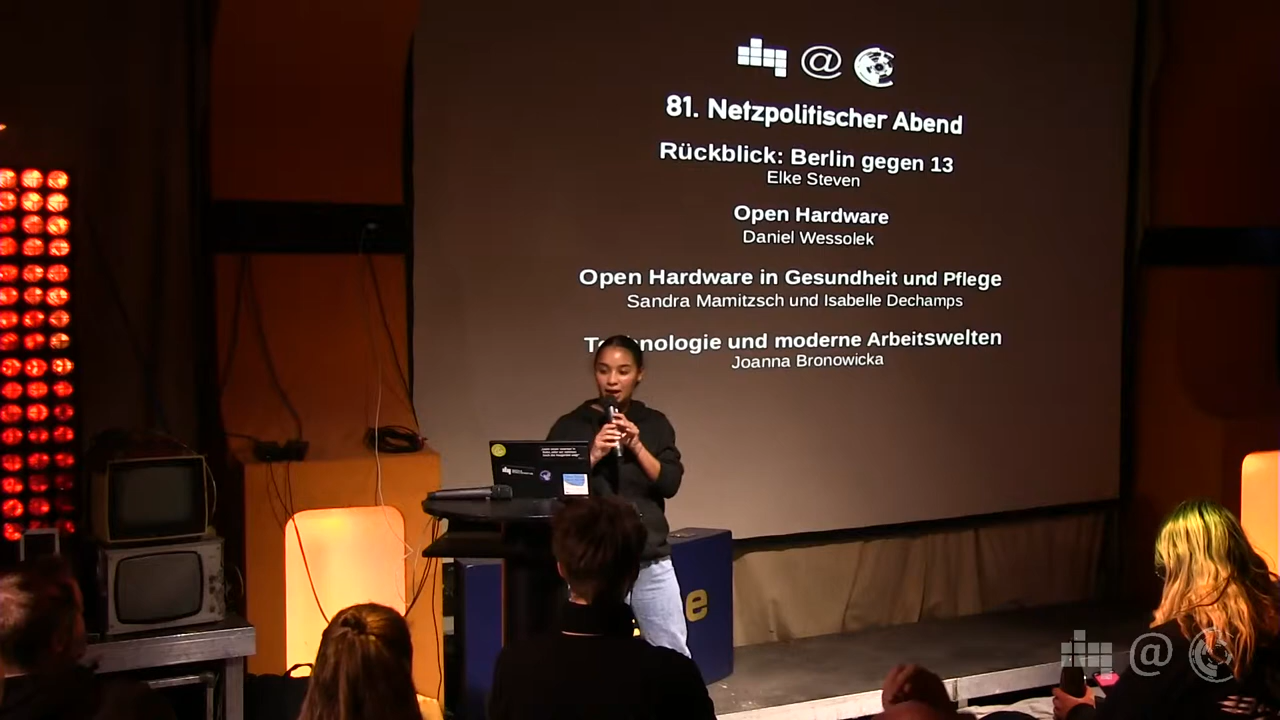 @
81. Netzpolitischer Abend
Rückblick: Berlin gegen 13
Elke Steven
Open Hardware
Daniel Wessolek
Open Hardware in Gesundheit und Pflege
Sandra Mamitzsch und Isabelle Dechamps
und moderne Arbeitswelten
Joanna Bronowicka
e
@